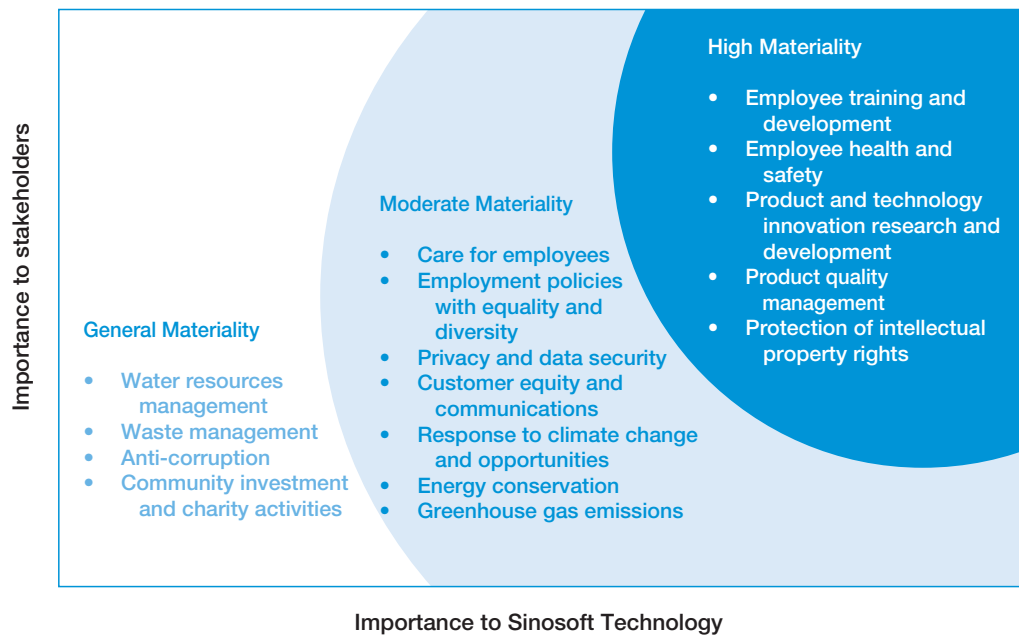 Importance to stakeholders
High Materiality
• Employee training and
development
• Employee health and
safety
• Product and technology
innovation research and
development
• Product quality
management
• Protection of intellectual
property rights
Moderate Materiality
• Care for employees
• Employment policies
with equality and
diversity
• Privacy and data security
• Customer equity and
communications
• Response to climate change
and opportunities
• Energy conservation
• Greenhouse gas emissions
General Materiality
• Water resources
management
• Waste management
• Anti-corruption
• Community investment
and charity activities
Importance to Sinosoft Technology